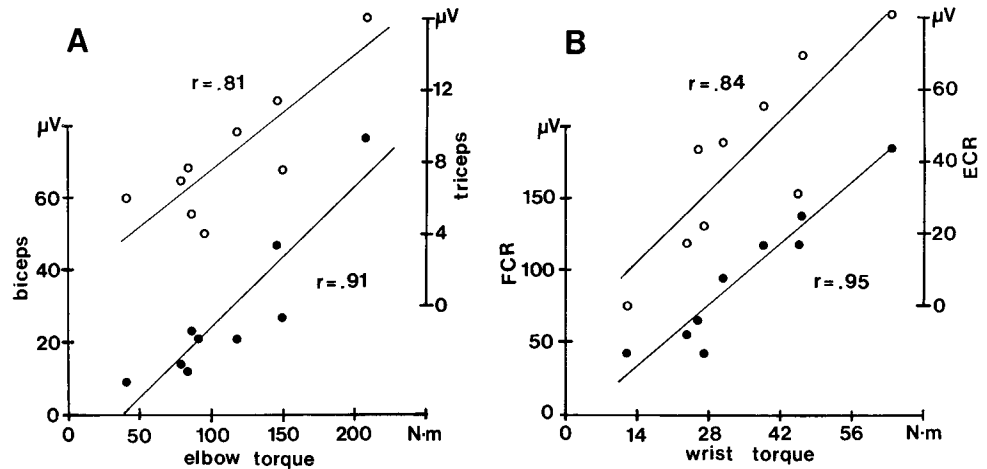 A
r=.81
µV
12
8
4
0
triceps
µV
60
40
20
0
biceps
r=.91
0
50
100
150
200
N·m
elbow torque
B
r=.84
µV
60
40
20
0
ECR
µV
150
100
50
0
FCR
r=.95
0
14
28
42
56
N·m
wrist torque